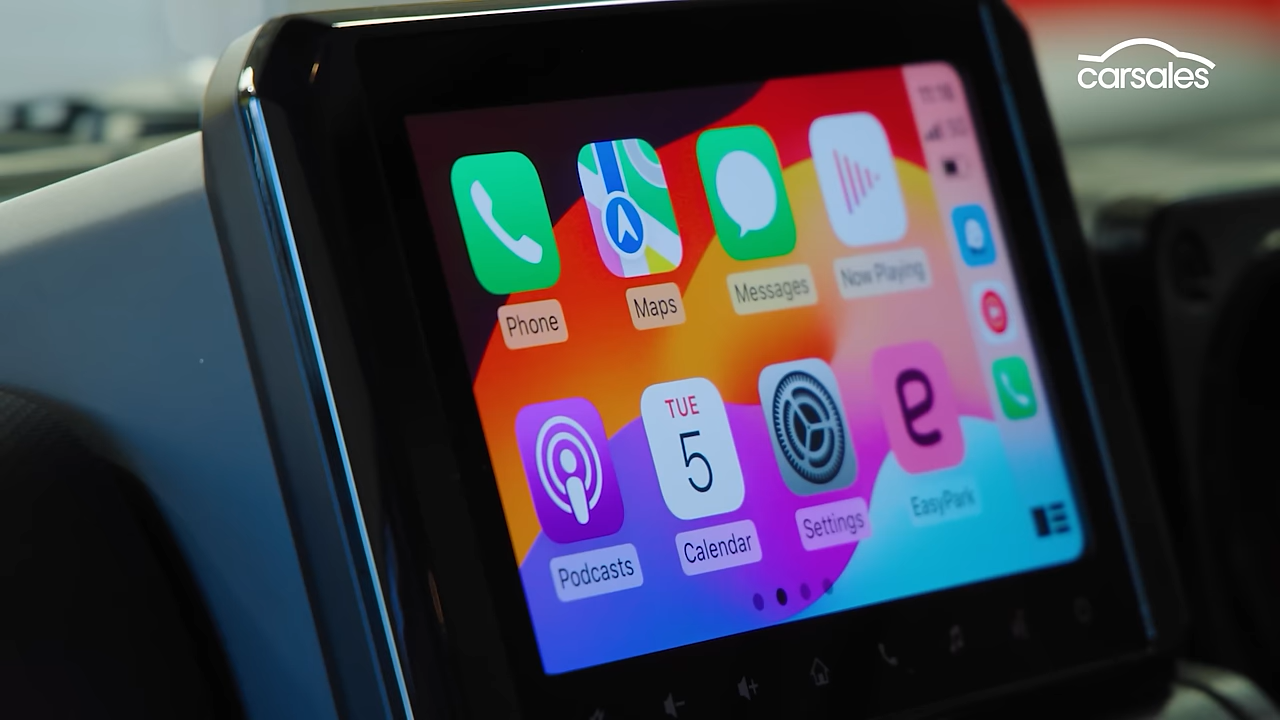 carsales
Phone
Maps
Messages
Now Playing
Podcasts
TUE
5
Calendar
Settings
e
EasyPark